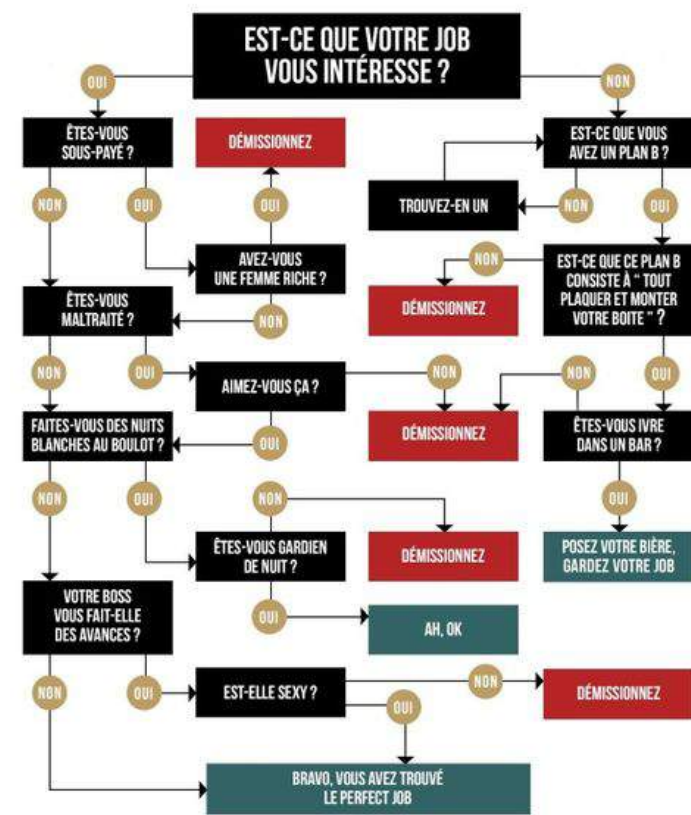 EST-CE QUE VOTRE JOB
VOUS INTÉRESSE ?
OUI
NON
ÊTES-VOUS
SOUS-PAYÉ ?
DÉMISSIONNEZ
EST-CE QUE VOUS
AVEZ UN PLAN B ?
NON
OUI
OUI
TROUVEZ-EN UN
NON
OUI
AVEZ-VOUS
UNE FEMME RICHE ?
NON
EST-CE QUE CE PLAN B
CONSISTE À " TOUT
PLAQUER ET MONTER
VOTRE BOITE " ?
DÉMISSIONNEZ
ÊTES-VOUS
MALTRAITÉ ?
NON
NON
OUI
AIMEZ-VOUS ÇA ?
NON
NON
OUI
FAITES-VOUS DES NUITS
BLANCHES AU BOULOT ?
OUI
DÉMISSIONNEZ
ÊTES-VOUS IVRE
DANS UN BAR ?
NON
OUI
NON
OUI
ÊTES-VOUS GARDIEN
DE NUIT ?
DÉMISSIONNEZ
POSEZ VOTRE BIÈRE,
GARDEZ VOTRE JOB
VOTRE BOSS
VOUS FAIT-ELLE
DES AVANCES ?
OUI
AH, OK
NON
OUI
EST-ELLE SEXY ?
NON
OUI
DÉMISSIONNEZ
BRAVO, VOUS AVEZ TROUVÉ
LE PERFECT JOB